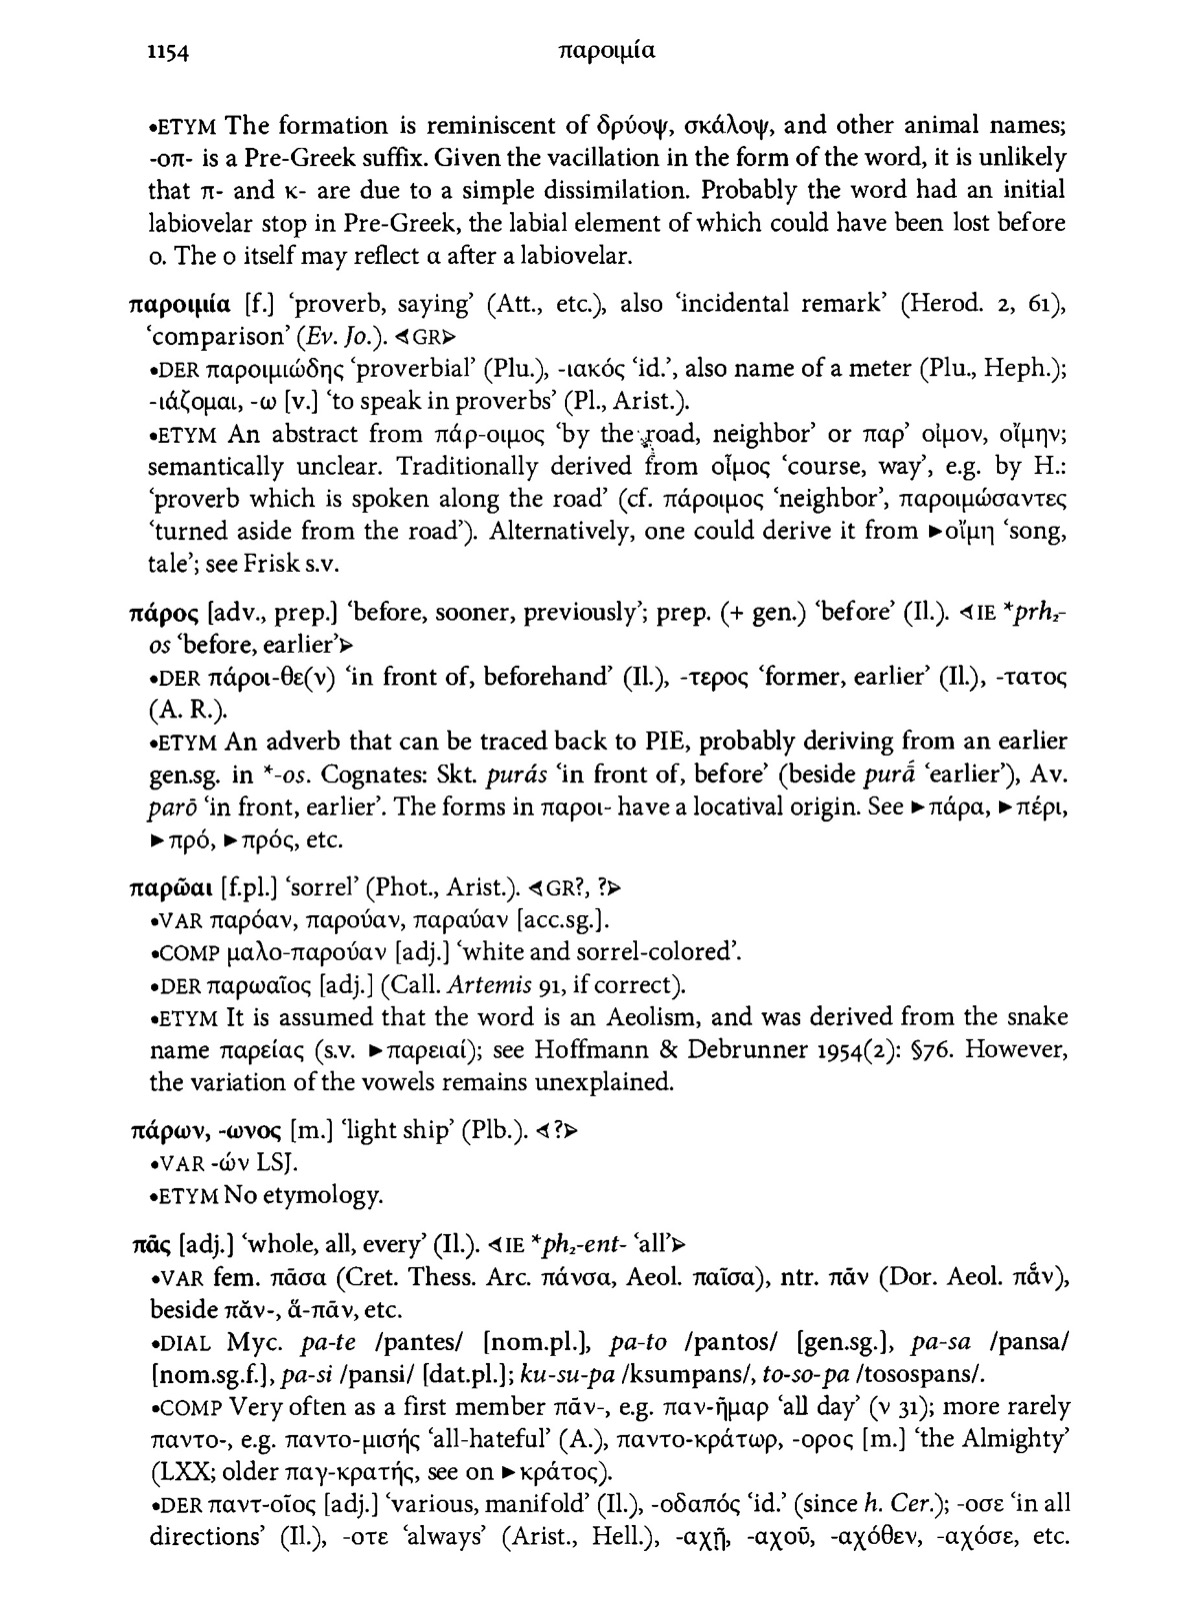 1154 παροιμία
•ETYM The formation is reminiscent of δρύοψ, σκάλοψ, and other animal names;
-οπ- is a Pre-Greek suffix. Given the vacillation in the form of the word, it is unlikely
that π- and κ- are due to a simple dissimilation. Probably the word had an initial
labiovelar stop in Pre-Greek, the labial element of which could have been lost before
ο. The ο itself may reflect α after a labiovelar.
παροιμία [f.] ‘proverb, saying’ (Att., etc.), also ‘incidental remark’ (Herod. 2, 61),
‘comparison’ (Ev. Jo.). ⊲GR⊳
•DER παροιμιώδης ‘proverbial’ (Plu.), -ιακός ‘id.’, also name of a meter (Plu., Heph.);
-ιάζομαι, -ω [v.] ‘to speak in proverbs’ (Pl., Arist.).
•ETYM An abstract from πάρ-οιμος ‘by the road, neighbor’ or παρ’ οἶμον, οἴμην;
semantically unclear. Traditionally derived from οἶμος ‘course, way’, e.g. by H.:
‘proverb which is spoken along the road’ (cf. πάροιμος ‘neighbor’, παροιμώσαντες
‘turned aside from the road’). Alternatively, one could derive it from ►οἴμη ‘song,
tale’; see Frisk s.v.
πάρος [adv., prep.] ‘before, sooner, previously’; prep. (+ gen.) ‘before’ (Il.). ⊲IE *prh₂-
os ‘before, earlier’⊳
•DER πάροι-θε(ν) ‘in front of, beforehand’ (Il.), -τερος ‘former, earlier’ (Il.), -τατος
(A. R.).
•ETYM An adverb that can be traced back to PIE, probably deriving from an earlier
gen.sg. in *-os. Cognates: Skt. purás ‘in front of, before’ (beside purā́ ‘earlier’), Av.
parō ‘in front, earlier’. The forms in παροι- have a locatival origin. See ►πάρα, ►πέρι,
►πρό, ►πρός, etc.
παρῶαι [f.pl.] ‘sorrel’ (Phot., Arist.). ⊲GR?, ?⊳
•VAR παρόαν, παρούαν, παραύαν [acc.sg.].
•COMP μαλο-παρούαν [adj.] ‘white and sorrel-colored’.
•DER παρωαῖος [adj.] (Call. Artemis 91, if correct).
•ETYM It is assumed that the word is an Aeolism, and was derived from the snake
name παρείας (s.v. ►παρειαί); see Hoffmann & Debrunner 1954(2): §76. However,
the variation of the vowels remains unexplained.
πάρων, -ωνος [m.] ‘light ship’ (Plb.). ⊲?⊳
•VAR -ών LSJ.
•ETYM No etymology.
πᾶς [adj.] ‘whole, all, every’ (Il.). ⊲IE *ph₂-ent- ‘all’⊳
•VAR fem. πᾶσα (Cret. Thess. Arc. πάνσα, Aeol. παῖσα), ntr. πᾶν (Dor. Aeol. πᾰ́ν),
beside πᾰν-, ἅ-πᾱν, etc.
•DIAL Myc. pa-te /pantes/ [nom.pl.], pa-to /pantos/ [gen.sg.], pa-sa /pansa/
[nom.sg.f.], pa-si /pansi/ [dat.pl.]; ku-su-pa /ksumpans/, to-so-pa /tosospans/.
•COMP Very often as a first member πᾰν-, e.g. παν-ῆμαρ ‘all day’ (ν 31); more rarely
παντο-, e.g. παντο-μισής ‘all-hateful’ (A.), παντο-κράτωρ, -ορος [m.] ‘the Almighty’
(LXX; older παγ-κρατής, see on ►κράτος).
•DER παντ-οῖος [adj.] ‘various, manifold’ (Il.), -οδαπός ‘id.’ (since h. Cer.); -οσε ‘in all
directions’ (Il.), -οτε ‘always’ (Arist., Hell.), -αχῇ, -αχοῦ, -αχόθεν, -αχόσε, etc.